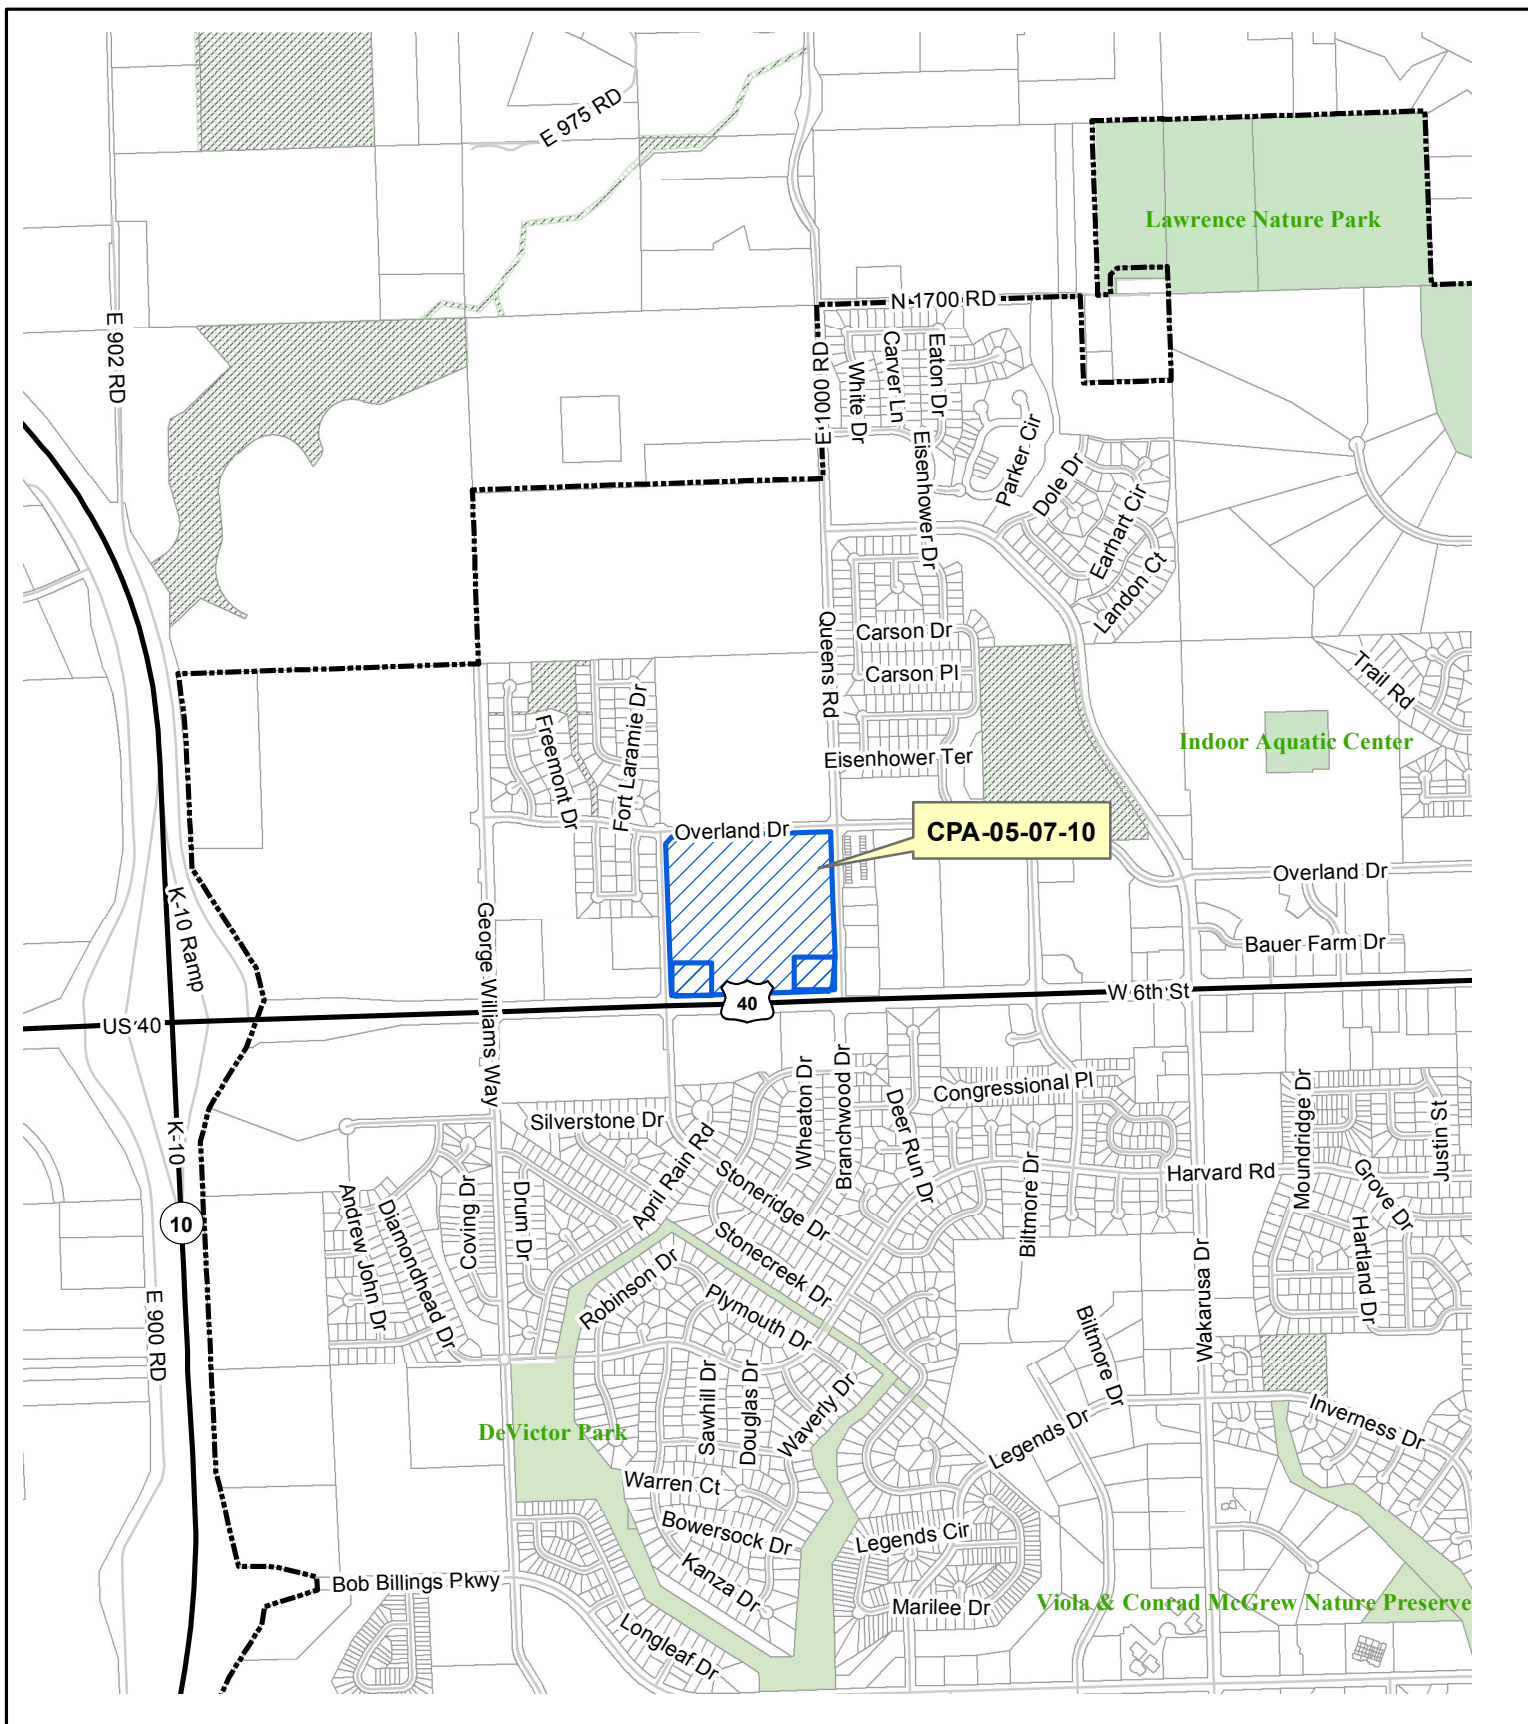 E 975 RD
Lawrence Nature Park
N 1700 RD
E 902 RD
E 1000 RD
White Dr
Carver Ln
Eaton Dr
Eisenhower Dr
Parker Cir
Dole Dr
Earhart Cir
Landon Ct
Queens Rd
Carson Dr
Carson Pl
Trail Rd
Freemont Dr
Fort Laramie Dr
Eisenhower Ter
Indoor Aquatic Center
Overland Dr
CPA-05-07-10
Overland Dr
K-10 Ramp
George Williams Way
Bauer Farm Dr
W 6th St
40
US 40
K-10
10
Silverstone Dr
April Rain Rd
Wheaton Dr
Branchwood Dr
Deer Run Dr
Congressional Pl
Moundridge Dr
Justin St
Harvard Rd
Grove Dr
Hartland Dr
Andrew John Dr
Diamondhead Dr
Coving Dr
Drum Dr
Stoneridge Dr
Stonecreek Dr
Biltmore Dr
Wakarusa Dr
E 900 RD
Robinson Dr
Plymouth Dr
Biltmore Dr
Sawhill Dr
Douglas Dr
Waverly Dr
Legends Dr
Inverness Dr
DeVictor Park
Warren Ct
Bowersock Dr
Legends Cir
Kanza Dr
Bob Billings Pkwy
Marilee Dr
Viola & Conrad McGrew Nature Preserve
Longleaf Dr